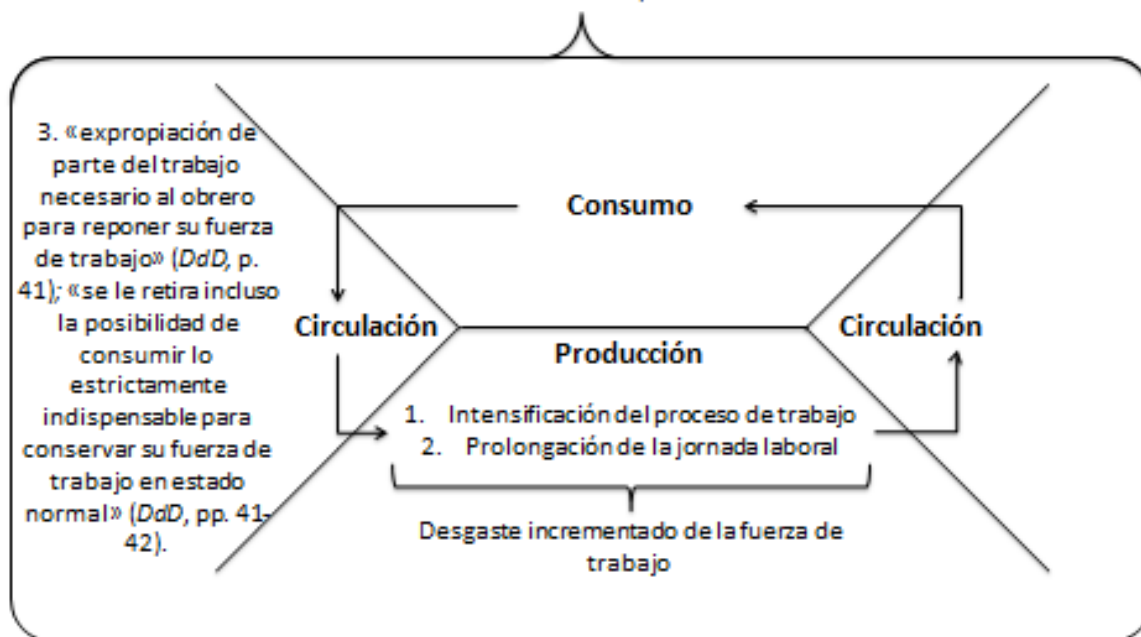 3. «expropiación de
parte del trabajo
necesario al obrero
para reponer su fuerza
de trabajo» (DdD, p.
41); «se le retira incluso
la posibilidad de
consumir lo
estrictamente
indispensable para
conservar su fuerza de
trabajo en estado
normal» (DdD, pp. 41-
42).
Consumo
Circulación
Circulación
Producción
1. Intensificación del proceso de trabajo
2. Prolongación de la jornada laboral
Desgaste incrementado de la fuerza de
trabajo